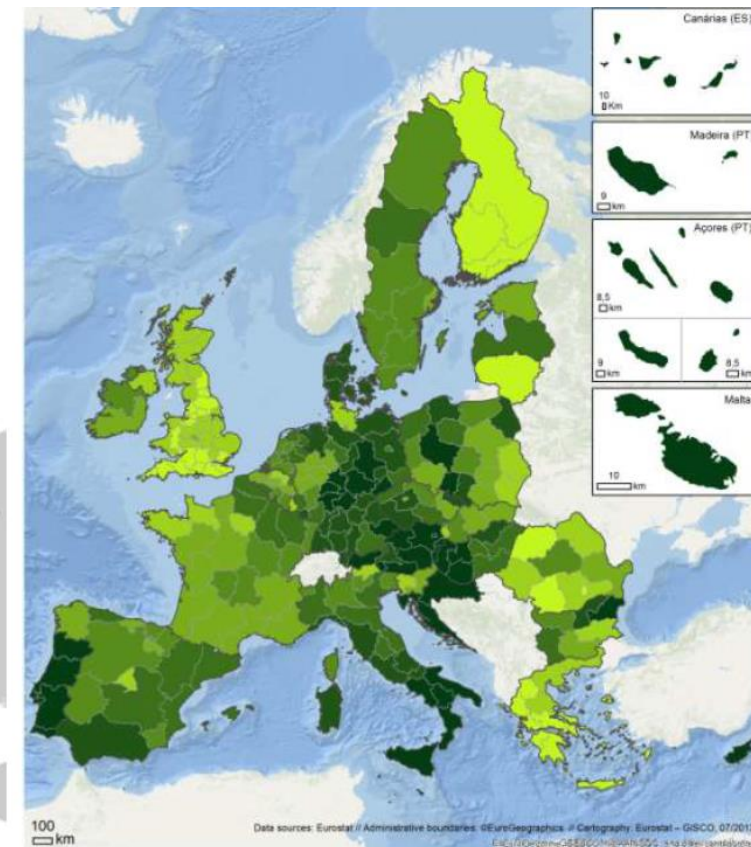 Canárias (ES)
10
Km
Madeira (PT)
9
km
Açores (PT)
8,5
km
9
km
8,5
km
Malta
10
km
100
km
Data sources: Eurostat // Administrative boundaries: ©EuroGeographics // Cartography: Eurostat – GISCO, 07/2013